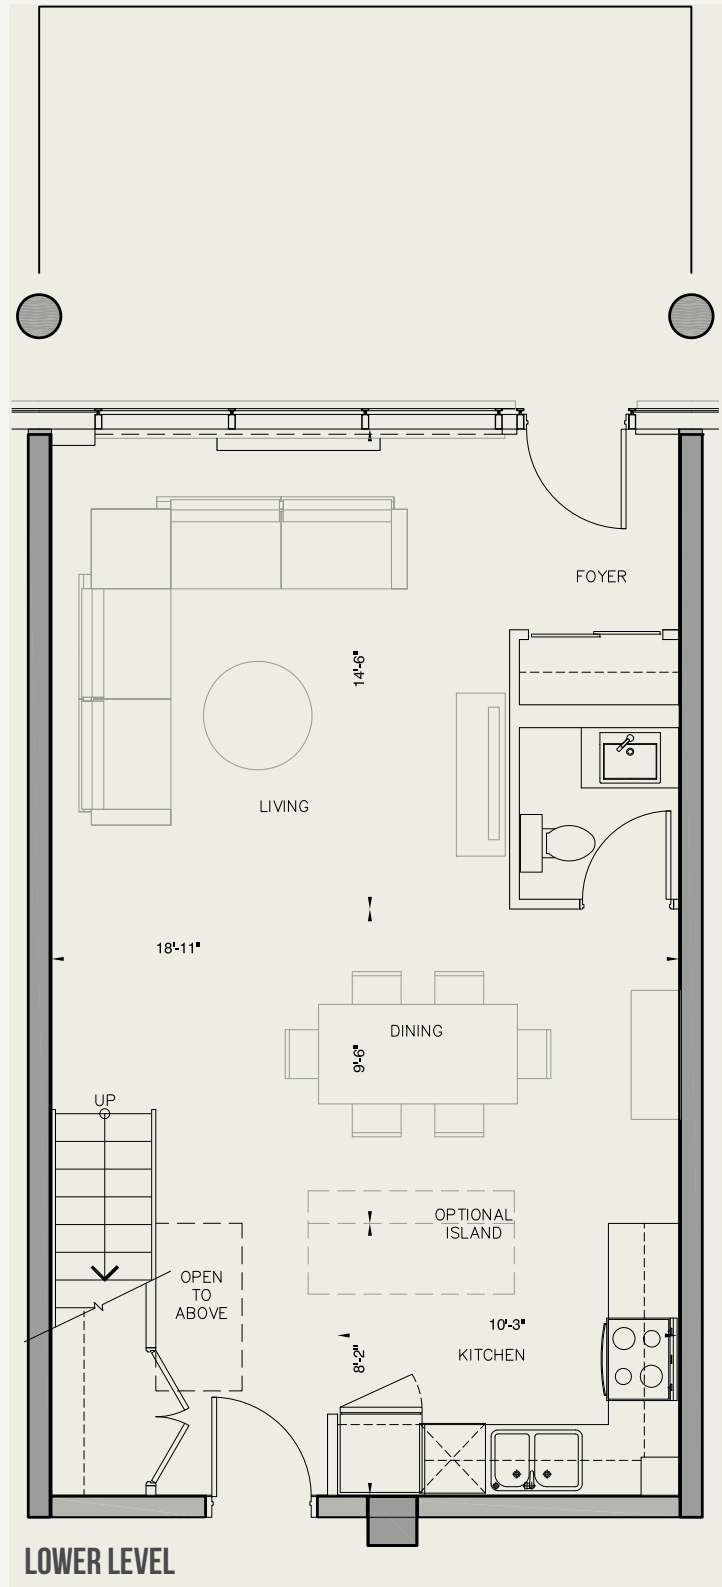 FOYER
14'-6"
LIVING
18'-11"
DINING
9'-6"
UP
OPTIONAL
ISLAND
OPEN
TO
ABOVE
10'-3"
8'-2"
KITCHEN
LOWER LEVEL